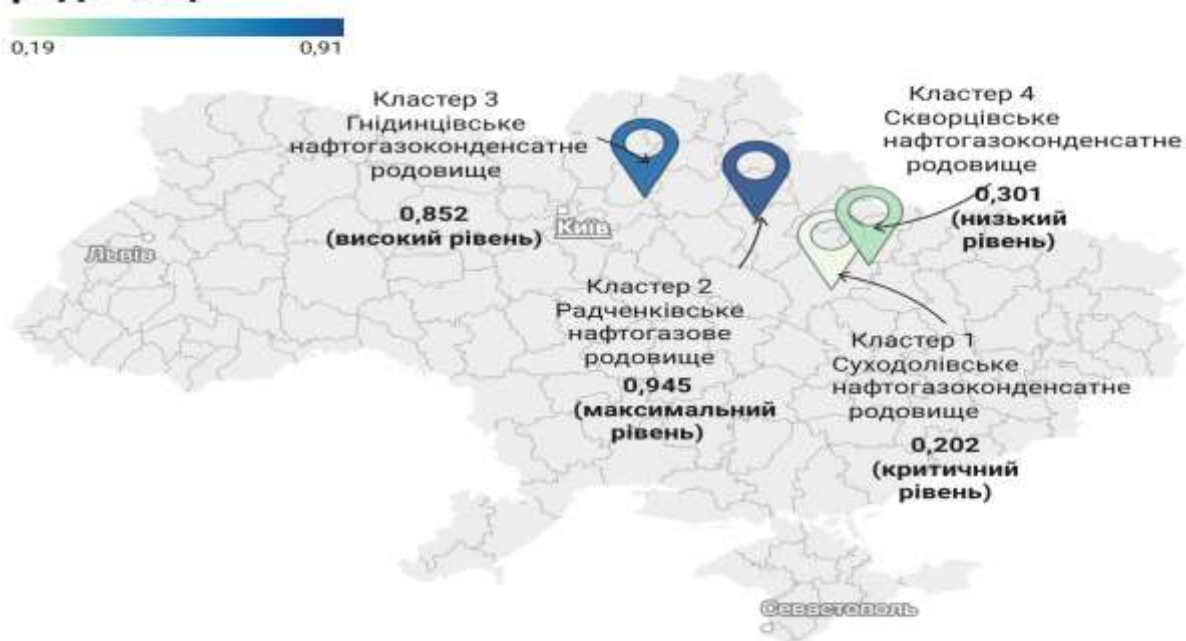 0,19
0,91
Кластер 3
Гнідинцівське
нафтогазоконденсатне
родовище
0,852
(високий рівень)
Кластер 4
Скворцівське
нафтогазоконденсатне
родовище
0,301
(низький
рівень)
Київ
Львів
Кластер 2
Радченківське
нафтогазове
родовище
0,945
(максимальний
рівень)
Кластер 1
Суходолівське
нафтогазоконденсатне
родовище
0,202
(критичний
рівень)
Севастополь